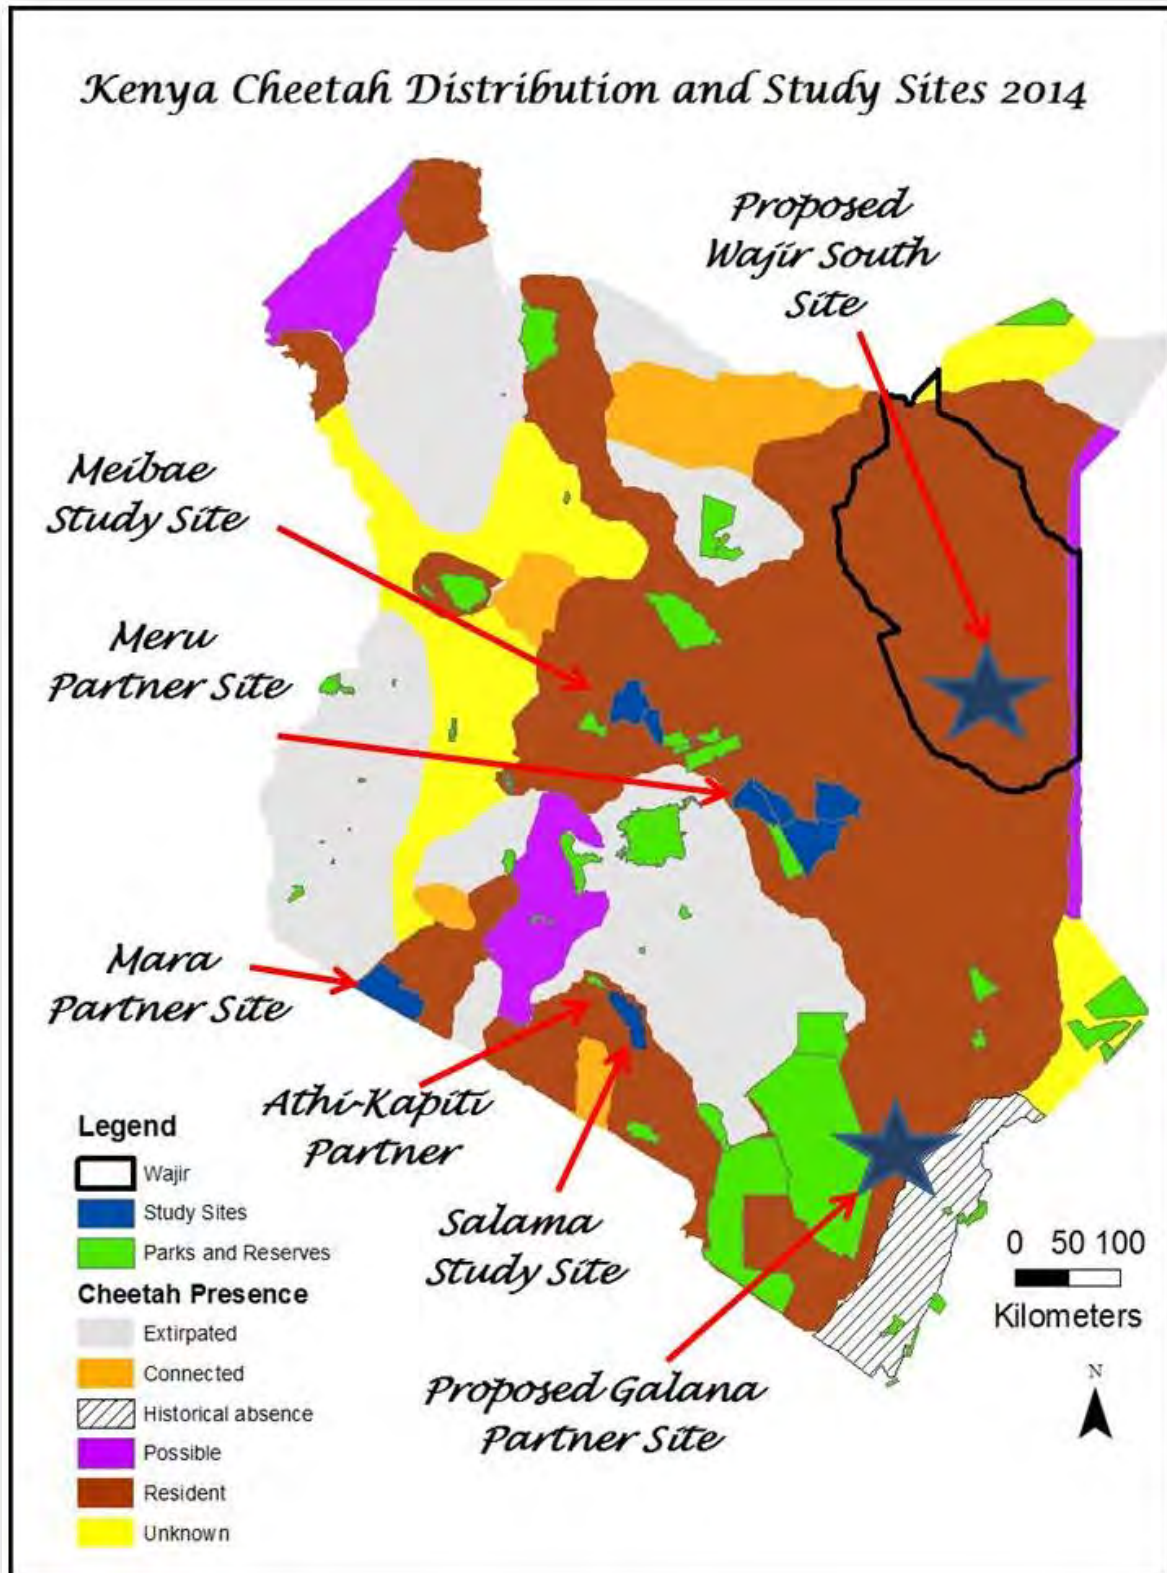 Kenya Cheetah Distribution and Study Sites 2014
Proposed
Wajir South
Site
Meibae
Study Site
Meru
Partner Site
Mara
Partner Site
Athi-Kapiti
Partner
Salama
Study Site
Proposed Galana
Partner Site
Legend
Wajir
Study Sites
Parks and Reserves
Cheetah Presence
Extirpated
Connected
Historical absence
Possible
Resident
Unknown
0 50 100
Kilometers
N